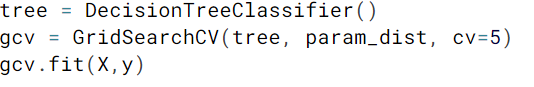 tree = DecisionTreeClassifier()
gcv = GridSearchCV(tree, param_dist, cv=5)
gcv.fit(X,y)